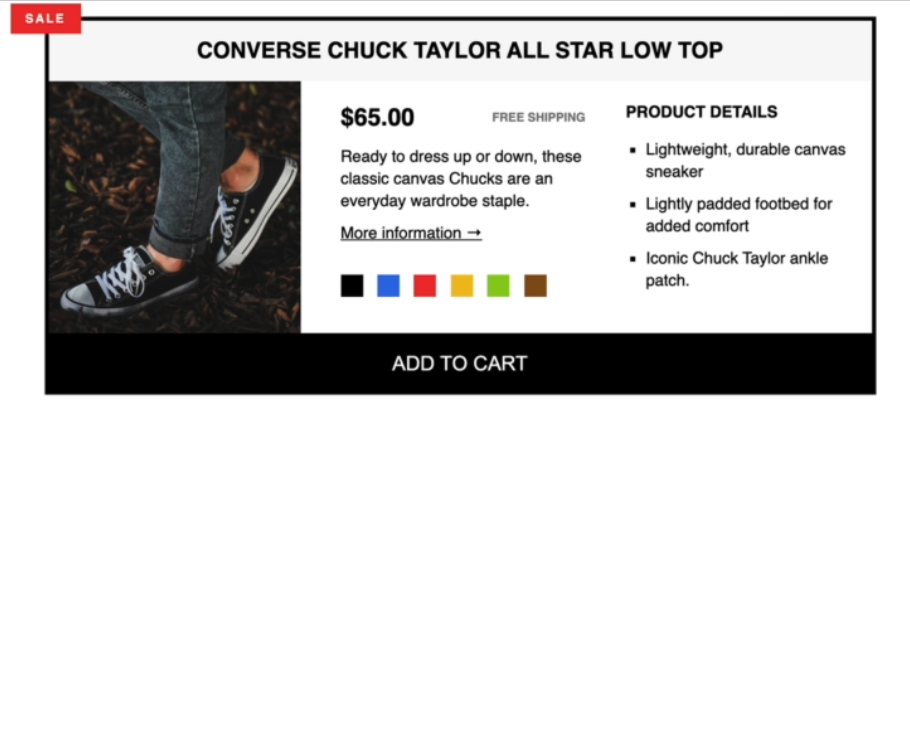 SALE
CONVERSE CHUCK TAYLOR ALL STAR LOW TOP
$65.00
FREE SHIPPING
Ready to dress up or down, these
classic canvas Chucks are an
everyday wardrobe staple.
More information →
PRODUCT DETAILS
Lightweight, durable canvas
sneaker
Lightly padded footbed for
added comfort
Iconic Chuck Taylor ankle
patch.
ADD TO CART